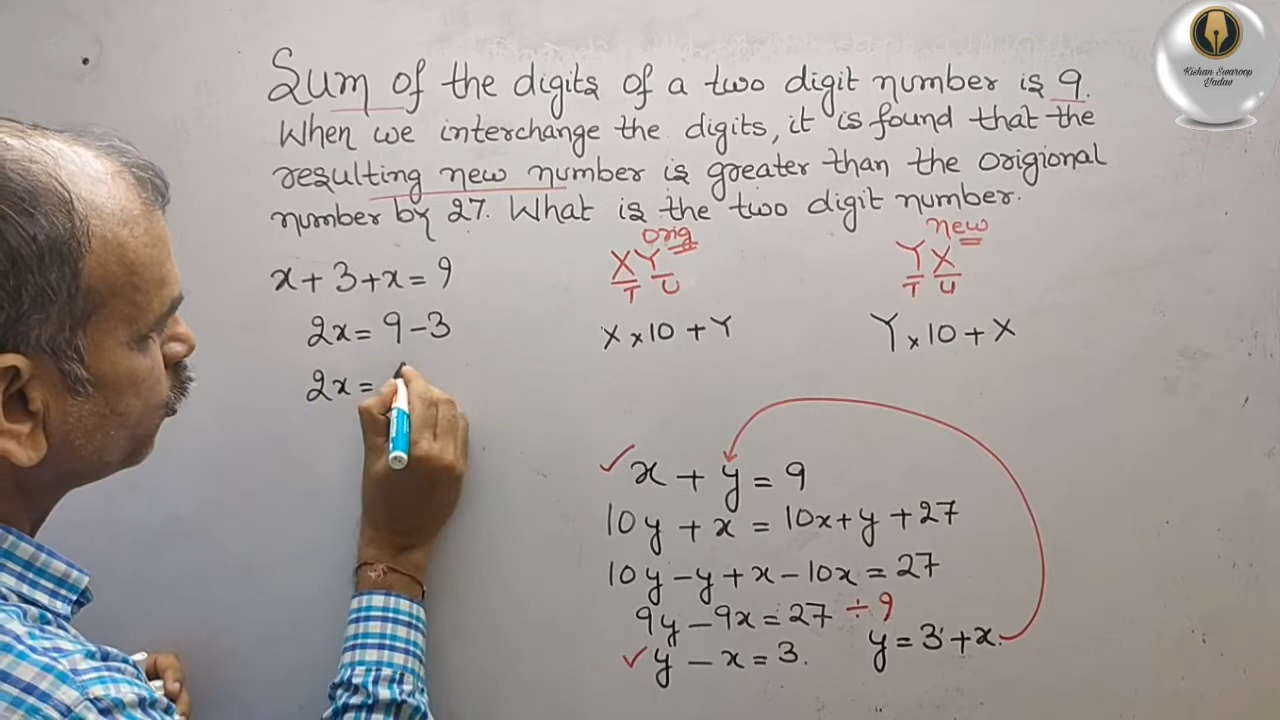 Sum of the digits of a two digit number is 9.
When we interchange the digits, it is found that the
resulting new number is greater than the origional
number by 27. What is the two digit number.
x + 3 + x = 9
2x = 9 - 3
2x =
orig
X Y
T U
X × 10 + Y
new
Y X
T U
Y × 10 + X
✓ x + y = 9
10y + x = 10x + y + 27
10y - y + x - 10x = 27
9y - 9x = 27 ÷ 9
✓ y - x = 3.
y = 3 + x
Kishan Swaroop
Yadav